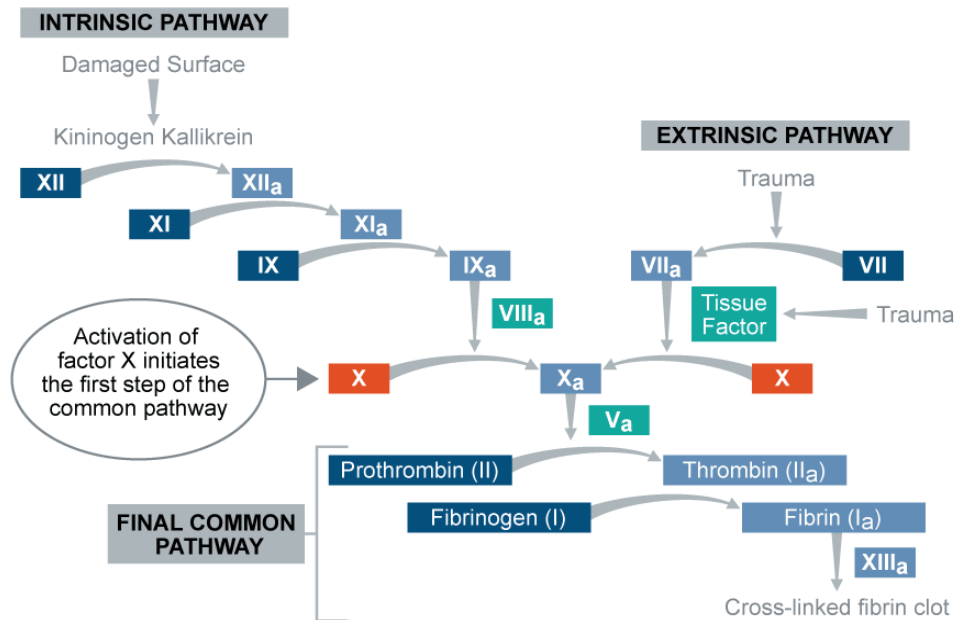 INTRINSIC PATHWAY
Damaged Surface
Kininogen Kallikrein
EXTRINSIC PATHWAY
Trauma
XII XIIa
XI XIa
IX IXa
VIIa VII
VIIIa
Tissue
Factor
Trauma
Activation of
factor X initiates
the first step of the
common pathway
X Xa X
Va
Prothrombin (II) Thrombin (IIa)
Fibrinogen (I) Fibrin (Ia)
FINAL COMMON
PATHWAY
XIIIa
Cross-linked fibrin clot